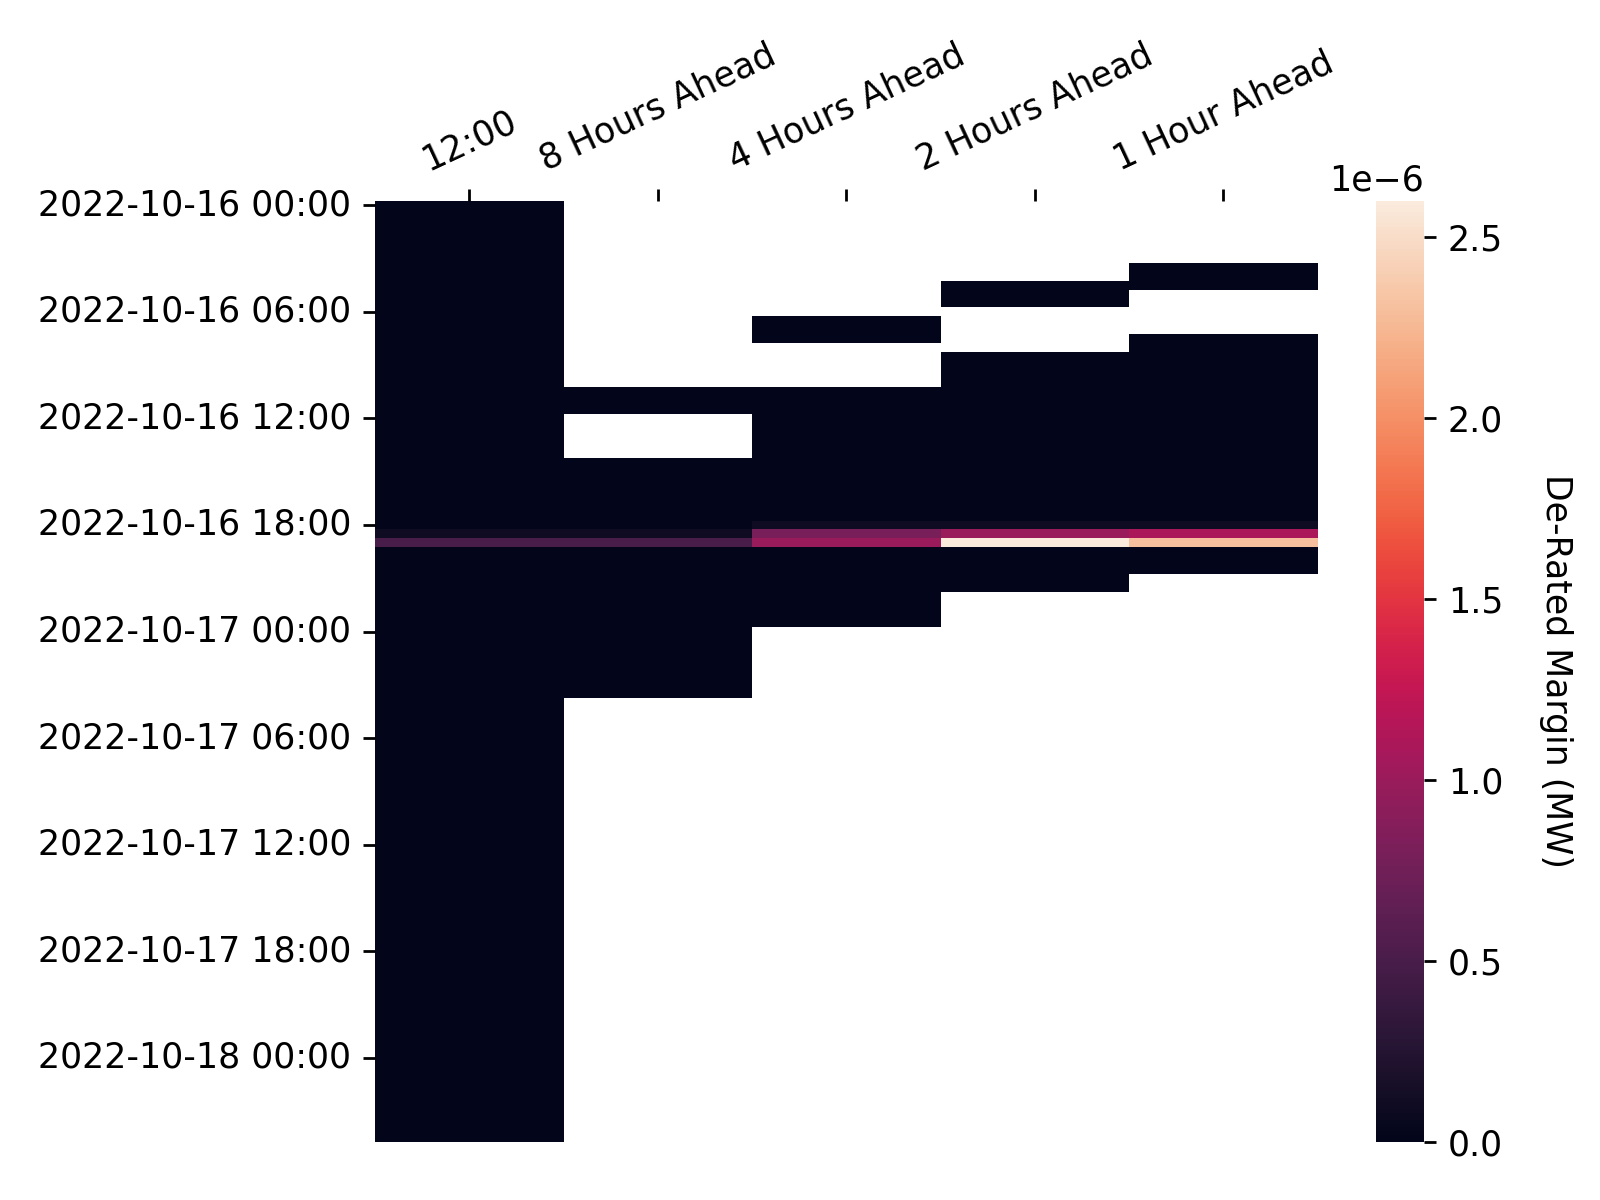 12:00
8 Hours Ahead
4 Hours Ahead
2 Hours Ahead
1 Hour Ahead
2022-10-16 00:00
2022-10-16 06:00
2022-10-16 12:00
2022-10-16 18:00
2022-10-17 00:00
2022-10-17 06:00
2022-10-17 12:00
2022-10-17 18:00
2022-10-18 00:00
1e−6
2.5
2.0
1.5
1.0
0.5
0.0
De-Rated Margin (MW)